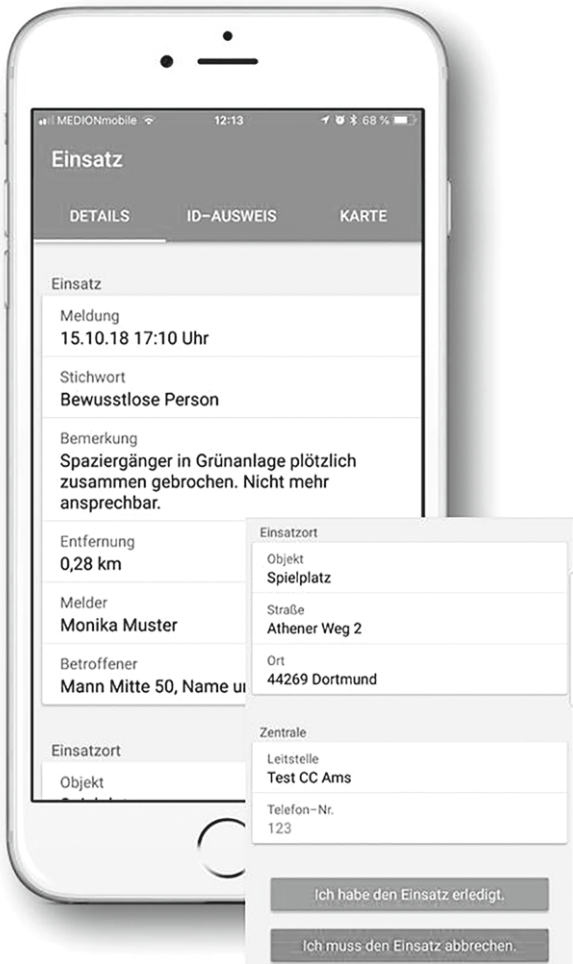 MEDIONmobile 12:13 68 %
Einsatz
DETAILS ID-AUSWEIS KARTE
Einsatz
Meldung
15.10.18 17:10 Uhr
Stichwort
Bewusstlose Person
Bemerkung
Spaziergänger in Grünanlage plötzlich
zusammen gebrochen. Nicht mehr
ansprechbar.
Entfernung
0,28 km
Melder
Monika Muster
Betroffener
Mann Mitte 50, Name
Einsatzort
Objekt
Einsatzort
Objekt
Spielplatz
Straße
Athener Weg 2
Ort
44269 Dortmund
Zentrale
Leitstelle
Test CC Ams
Telefon-Nr.
123
Ich habe den Einsatz erledigt.
Ich muss den Einsatz abbrechen.